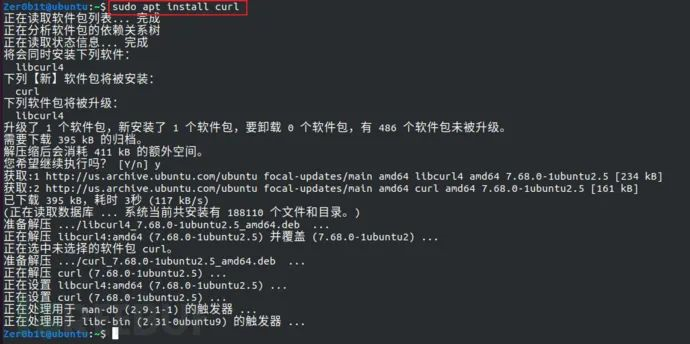 Zer0b1t@ubuntu:~$ sudo apt install curl
正在读取软件包列表... 完成
正在分析软件包的依赖关系树
正在读取状态信息... 完成
将会同时安装下列软件：
libcurl4
下列【新】软件包将被安装：
curl
下列软件包将被升级：
libcurl4
升级了 1 个软件包，新安装了 1 个软件包，要卸载 0 个软件包，有 486 个软件包未被升级。
需要下载 395 kB 的归档。
解压缩后会消耗 411 kB 的额外空间。
您希望继续执行吗？ [Y/n] y
获取:1 http://us.archive.ubuntu.com/ubuntu focal-updates/main amd64 libcurl4 amd64 7.68.0-1ubuntu2.5 [234 kB]
获取:2 http://us.archive.ubuntu.com/ubuntu focal-updates/main amd64 curl amd64 7.68.0-1ubuntu2.5 [161 kB]
已下载 395 kB，耗时 3秒 (117 kB/s)
(正在读取数据库 ... 系统当前共安装有 188110 个文件和目录。)
准备解压 .../libcurl4_7.68.0-1ubuntu2.5_amd64.deb ...
正在解压 libcurl4:amd64 (7.68.0-1ubuntu2.5) 并覆盖 (7.68.0-1ubuntu2) ...
正在选中未选择的软件包 curl。
准备解压 .../curl_7.68.0-1ubuntu2.5_amd64.deb ...
正在解压 curl (7.68.0-1ubuntu2.5) ...
正在设置 libcurl4:amd64 (7.68.0-1ubuntu2.5) ...
正在设置 curl (7.68.0-1ubuntu2.5) ...
正在处理用于 man-db (2.9.1-1) 的触发器 ...
正在处理用于 libc-bin (2.31-0ubuntu9) 的触发器 ...
Zer0b1t@ubuntu:~$